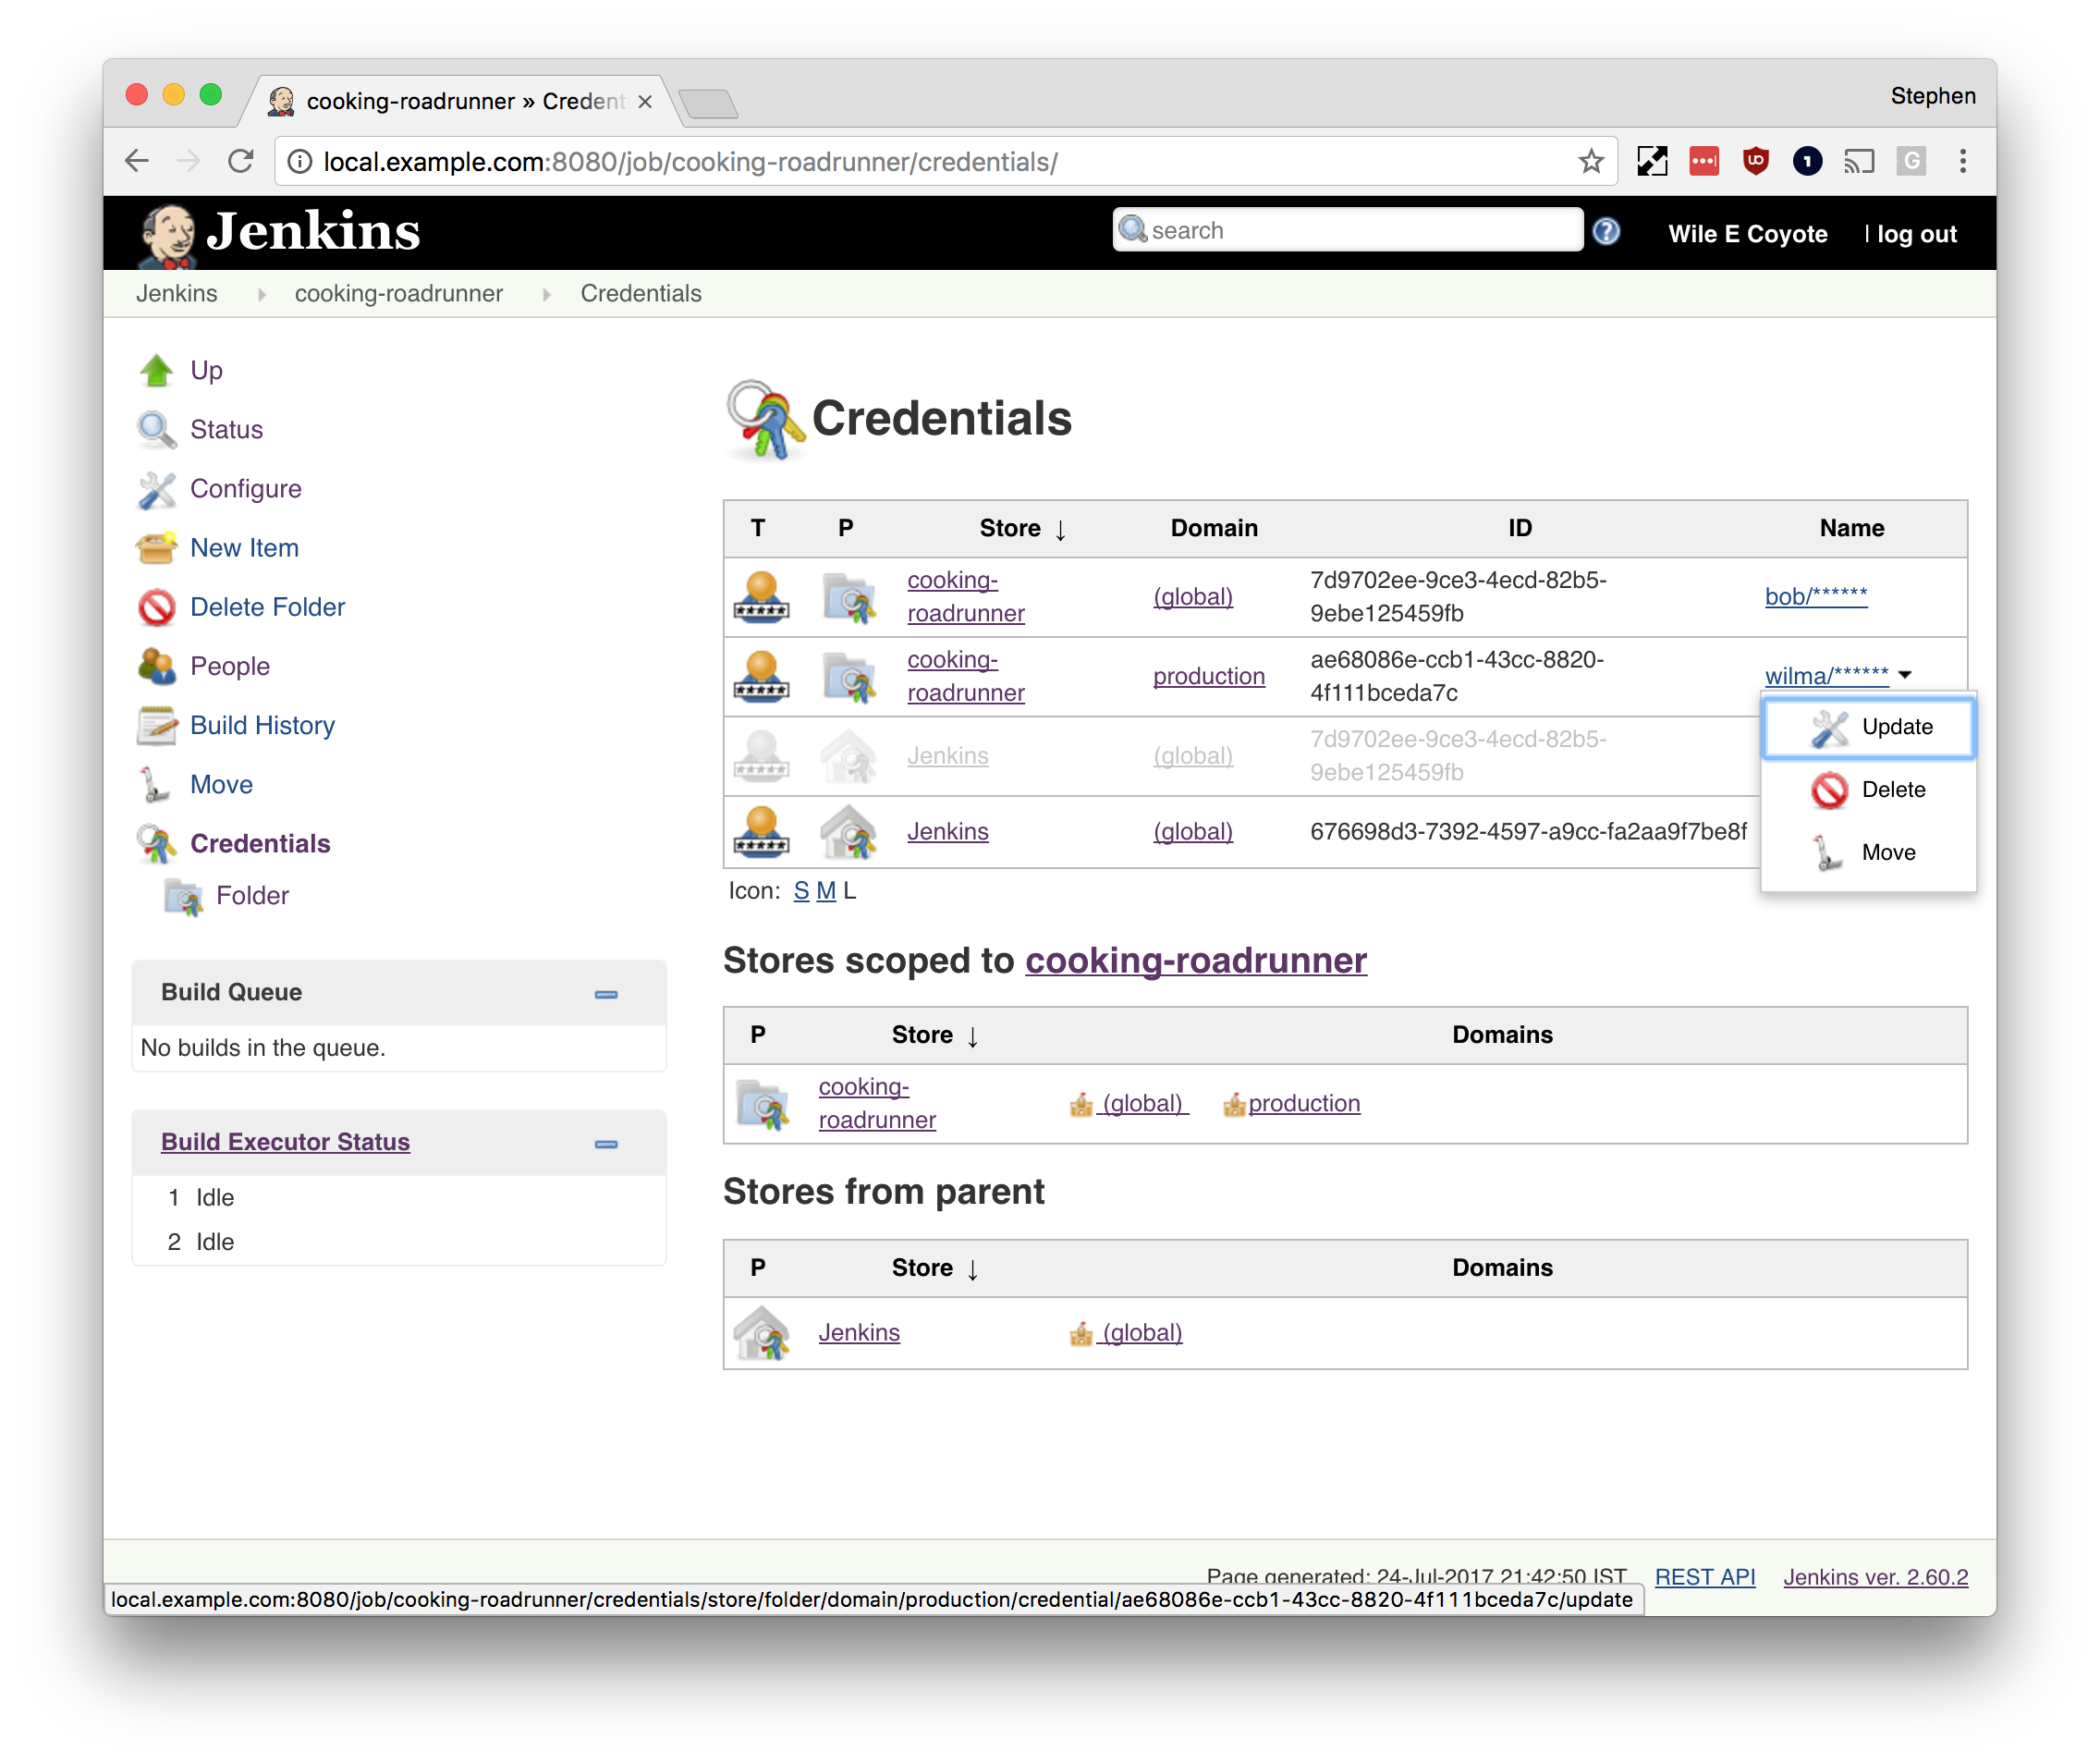 cooking-roadrunner » Credent
Stephen
local.example.com:8080/job/cooking-roadrunner/credentials/
Jenkins
search
Wile E Coyote
| log out
Jenkins
cooking-roadrunner
Credentials
Up
Status
Configure
New Item
Delete Folder
People
Build History
Move
Credentials
Folder
Build Queue
No builds in the queue.
Build Executor Status
1 Idle
2 Idle
Credentials
T P Store ↓ Domain ID Name
cooking-
roadrunner
(global)
7d9702ee-9ce3-4ecd-82b5-
9ebe125459fb
bob/******
cooking-
roadrunner
production
ae68086e-ccb1-43cc-8820-
4f111bceda7c
wilma/******
Jenkins
(global)
7d9702ee-9ce3-4ecd-82b5-
9ebe125459fb
Jenkins
(global)
676698d3-7392-4597-a9cc-fa2aa9f7be8f
Update
Delete
Move
Icon: S M L
Stores scoped to cooking-roadrunner
P Store ↓ Domains
cooking-
roadrunner
(global)
production
Stores from parent
P Store ↓ Domains
Jenkins
(global)
Page generated: 24-Jul-2017 21:42:50 IST
REST API
Jenkins ver. 2.60.2
local.example.com:8080/job/cooking-roadrunner/credentials/store/folder/domain/production/credential/ae68086e-ccb1-43cc-8820-4f111bceda7c/update